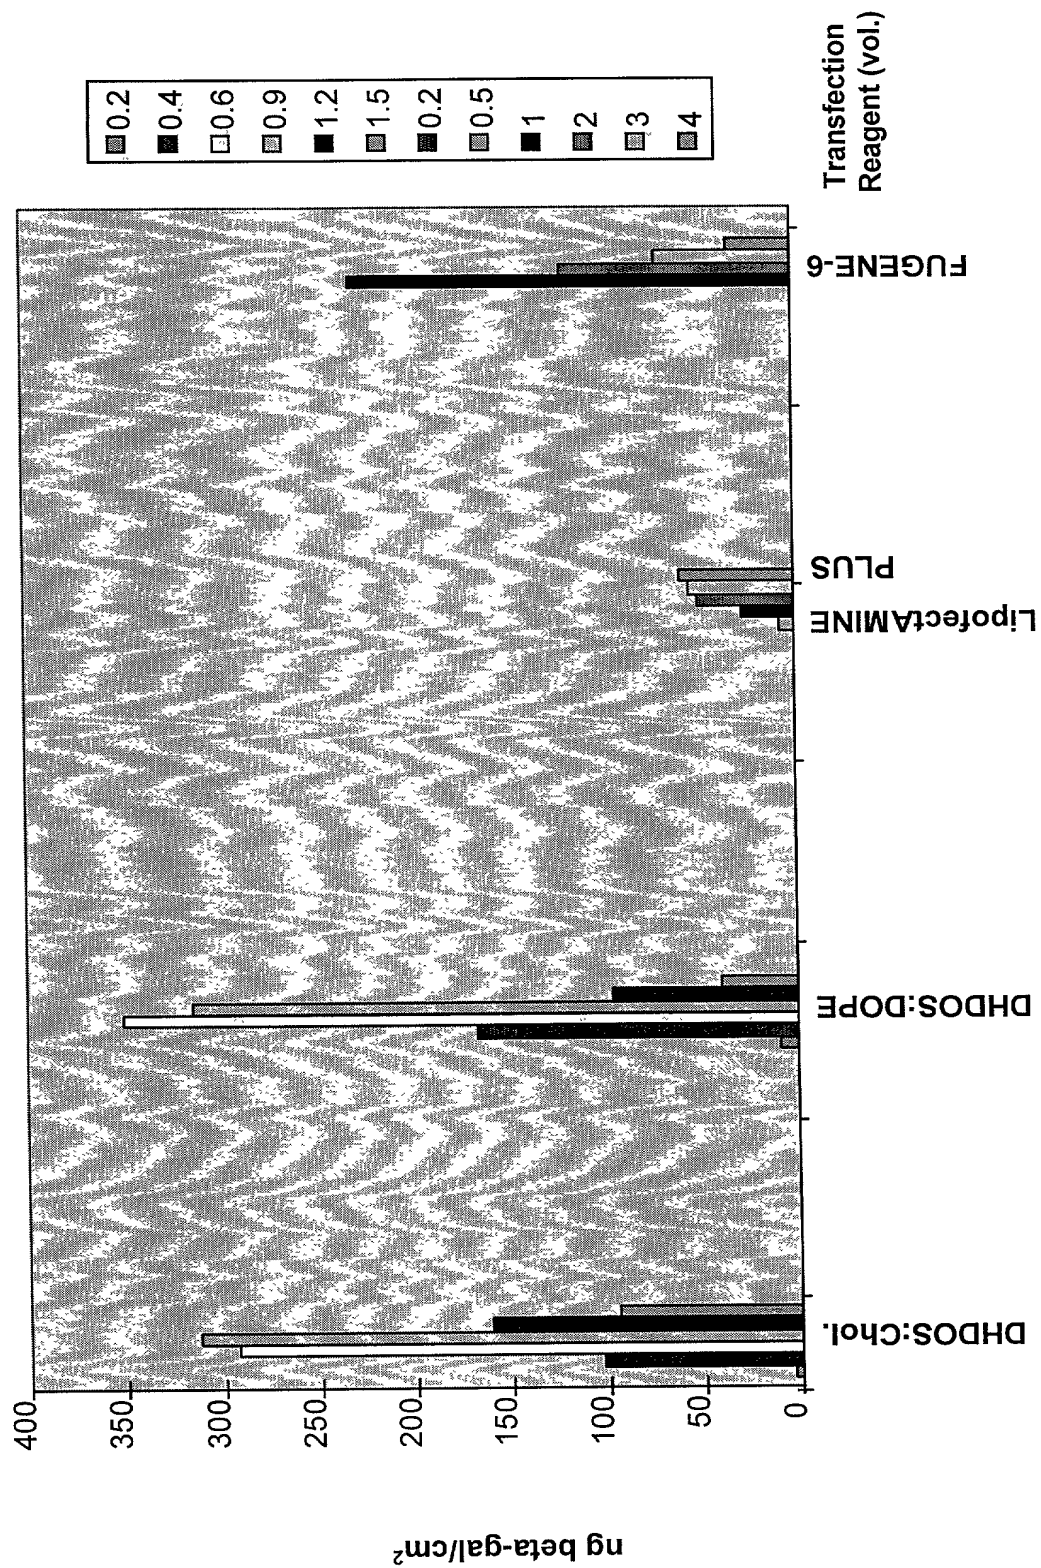 ng beta-gal/cm²
400
350
300
250
200
150
100
50
0
DHDOS:Chol.
DHDOS:DOPE
LipofectAMINE
PLUS
FUGENE-6
Transfection
Reagent (vol.)
0.2
0.4
0.6
0.9
1.2
1.5
0.2
0.5
1
2
3
4